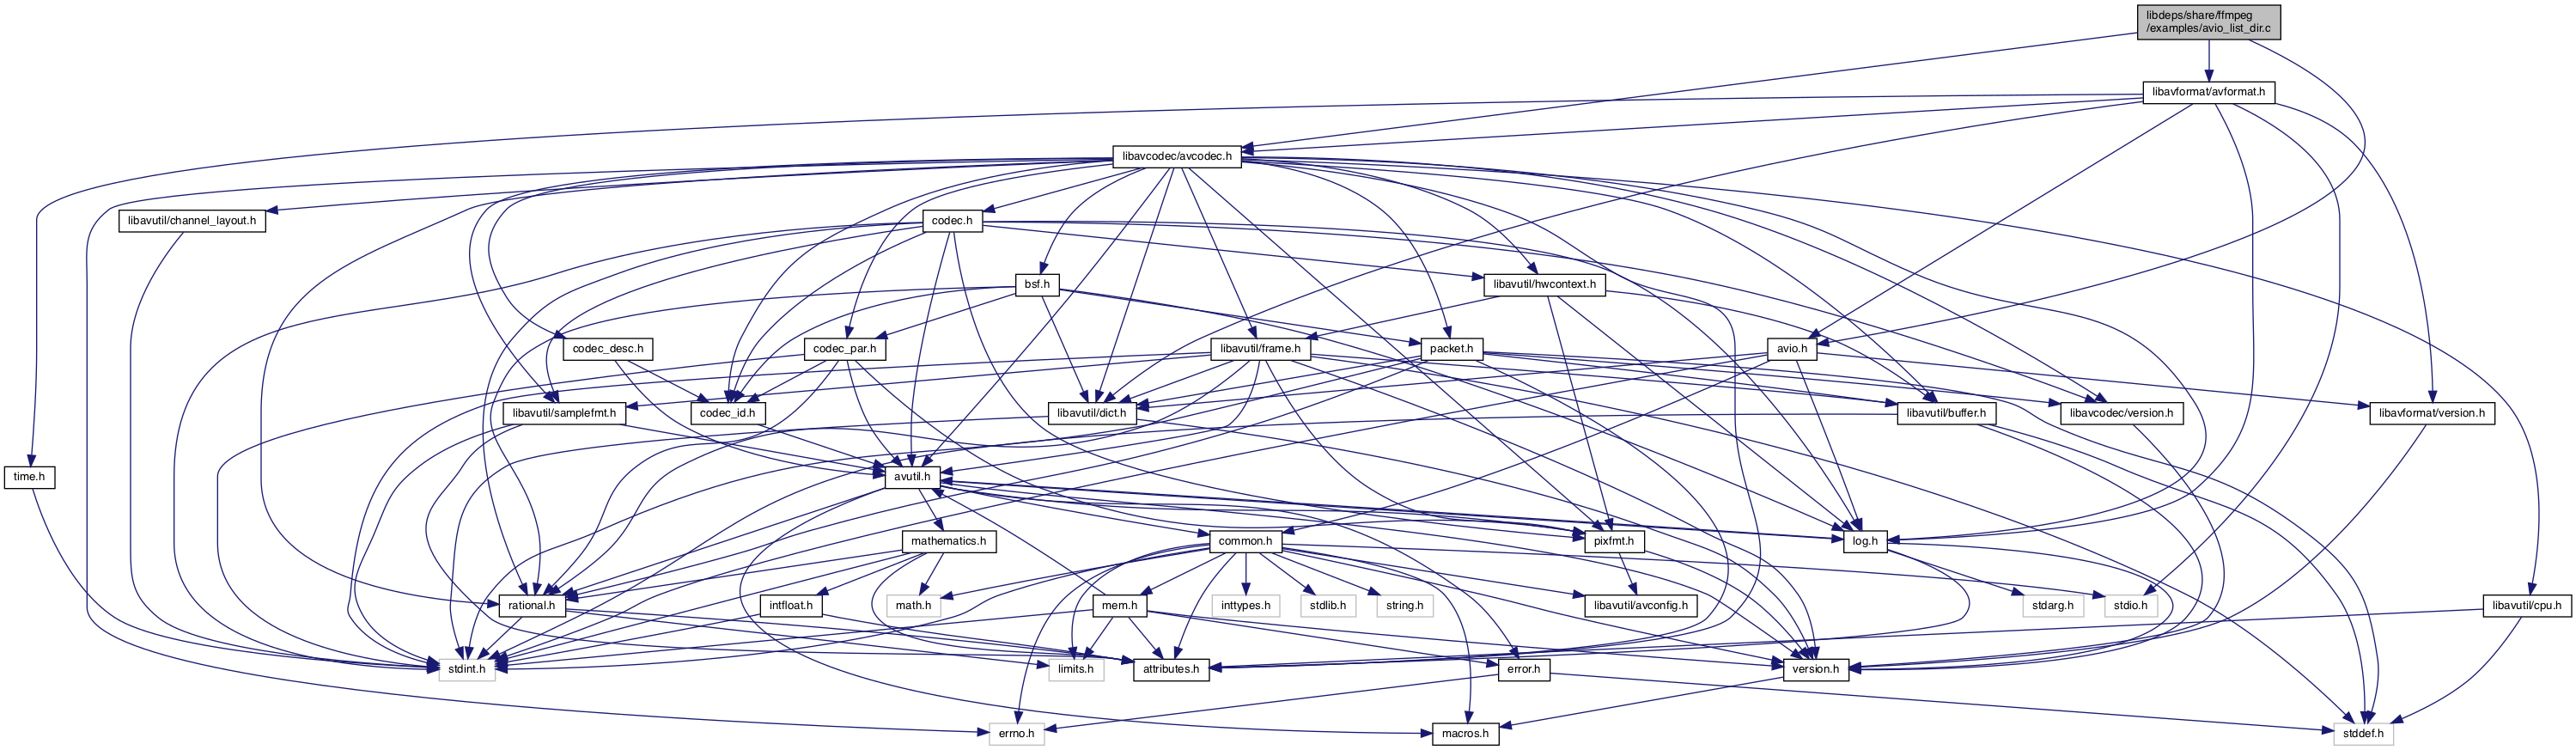 libdeps/share/ffmpeg
/examples/avio_list_dir.c
libavformat/avformat.h
libavcodec/avcodec.h
libavutil/channel_layout.h
codec.h
bsf.h
libavutil/hwcontext.h
codec_desc.h
codec_par.h
libavutil/frame.h
packet.h
avio.h
libavutil/samplefmt.h
codec_id.h
libavutil/dict.h
libavutil/buffer.h
libavcodec/version.h
libavformat/version.h
time.h
avutil.h
mathematics.h
common.h
pixfmt.h
log.h
rational.h
intfloat.h
math.h
mem.h
inttypes.h
stdlib.h
string.h
libavutil/avconfig.h
stdarg.h
stdio.h
libavutil/cpu.h
stdint.h
limits.h
attributes.h
error.h
version.h
errno.h
macros.h
stddef.h